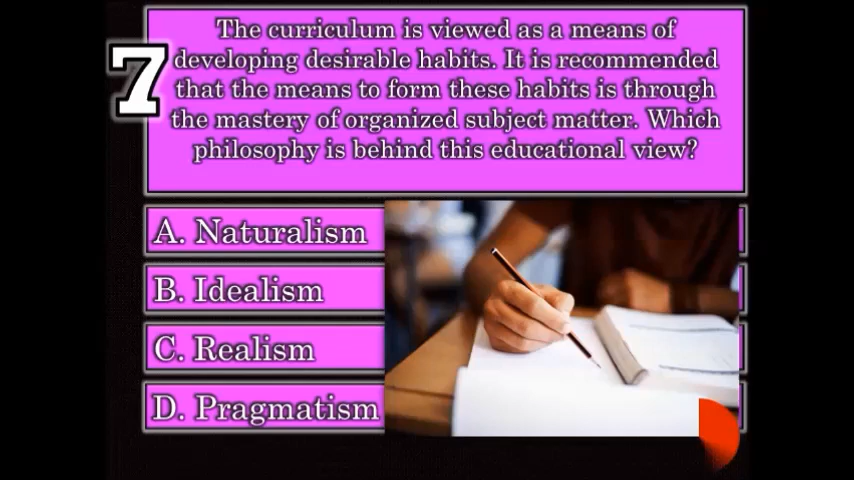 7
The curriculum is viewed as a means of
developing desirable habits. It is recommended
that the means to form these habits is through
the mastery of organized subject matter. Which
philosophy is behind this educational view?
A. Naturalism
B. Idealism
C. Realism
D. Pragmatism